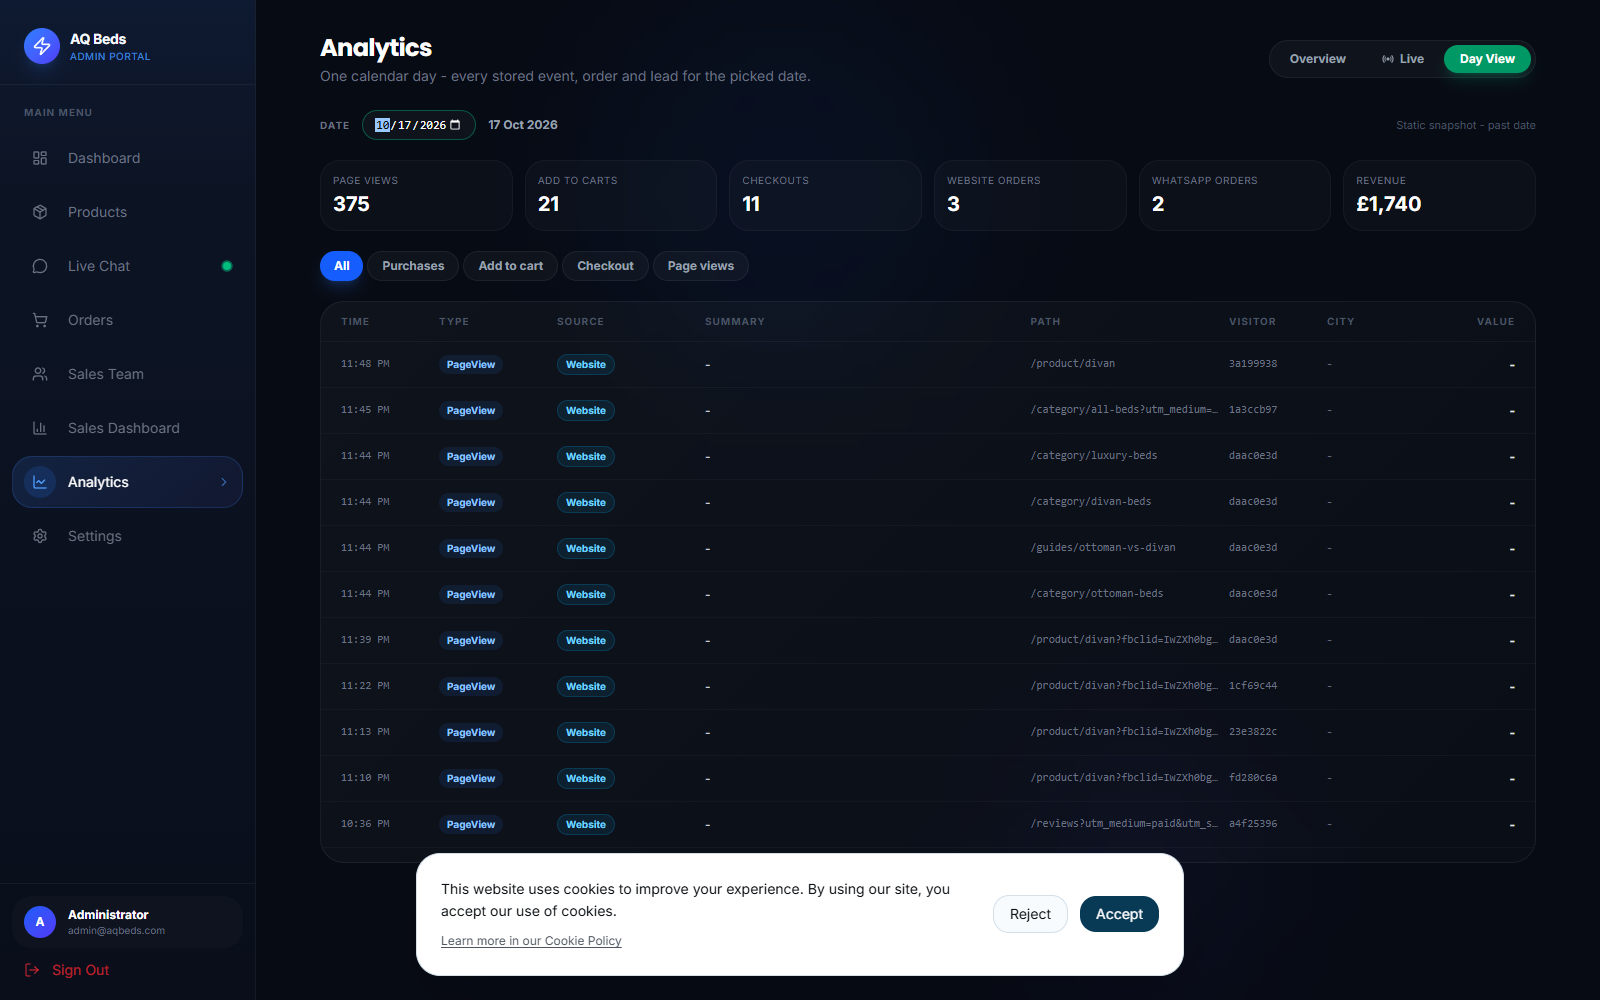 AQ Beds
ADMIN PORTAL
MAIN MENU
Dashboard
Products
Live Chat
Orders
Sales Team
Sales Dashboard
Analytics
Settings
A
Administrator
admin@aqbeds.com
Sign Out
Analytics
One calendar day - every stored event, order and lead for the picked date.
Overview Live Day View
DATE 10/17/2026 17 Oct 2026 Static snapshot - past date
PAGE VIEWS ADD TO CARTS CHECKOUTS WEBSITE ORDERS WHATSAPP ORDERS REVENUE
375 21 11 3 2 £1,740
All Purchases Add to cart Checkout Page views
TIME TYPE SOURCE SUMMARY PATH VISITOR CITY VALUE
11:48 PM PageView Website - /product/divan 3a199938 - -
11:45 PM PageView Website - /category/all-beds?utm_medium=… 1a3ccb97 - -
11:44 PM PageView Website - /category/luxury-beds daac0e3d - -
11:44 PM PageView Website - /category/divan-beds daac0e3d - -
11:44 PM PageView Website - /guides/ottoman-vs-divan daac0e3d - -
11:44 PM PageView Website - /category/ottoman-beds daac0e3d - -
11:39 PM PageView Website - /product/divan?fbclid=IwZXh0bg… daac0e3d - -
11:22 PM PageView Website - /product/divan?fbclid=IwZXh0bg… 1cf69c44 - -
11:13 PM PageView Website - /product/divan?fbclid=IwZXh0bg… 23e3822c - -
11:10 PM PageView Website - /product/divan?fbclid=IwZXh0bg… fd280c6a - -
10:36 PM PageView Website - /reviews?utm_medium=paid&utm_s… a4f25396 - -
This website uses cookies to improve your experience. By using our site, you
accept our use of cookies.
Learn more in our Cookie Policy
Reject Accept